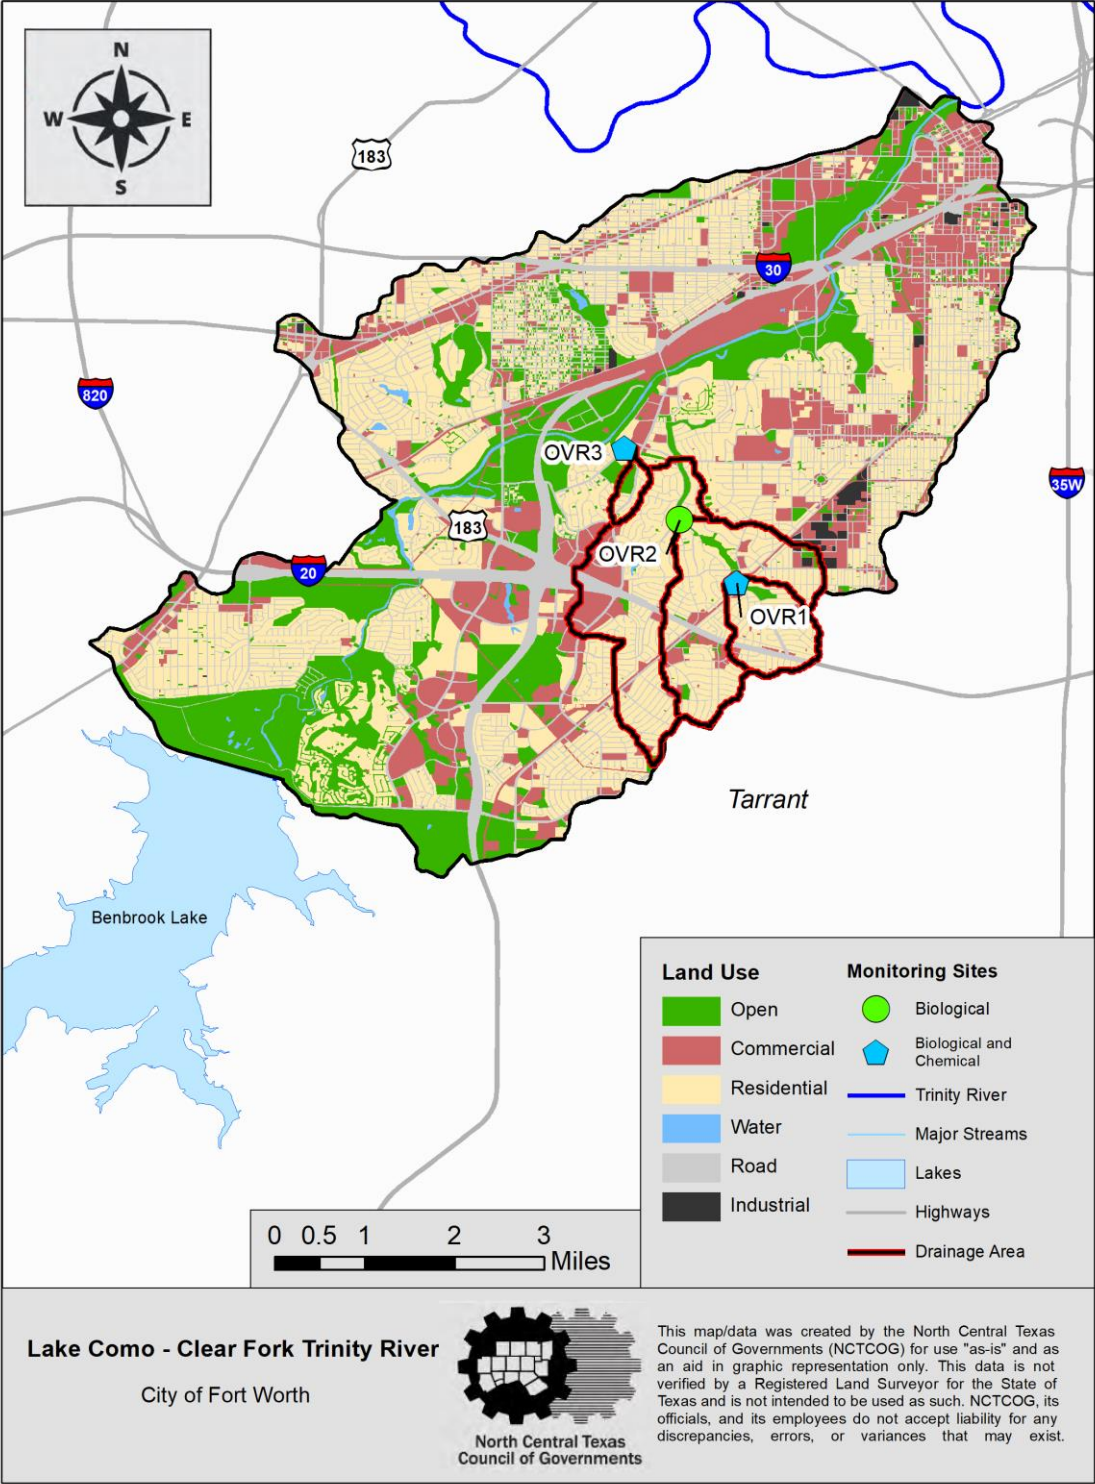 N
W E
S
183
30
820
OVR3
35W
183
OVR2
20
OVR1
Tarrant
Benbrook Lake
Land Use
Open
Commercial
Residential
Water
Road
Industrial
Monitoring Sites
Biological
Biological and
Chemical
Trinity River
Major Streams
Lakes
Highways
Drainage Area
0 0.5 1 2 3
Miles
Lake Como - Clear Fork Trinity River
City of Fort Worth
North Central Texas
Council of Governments
This map/data was created by the North Central Texas
Council of Governments (NCTCOG) for use "as-is" and as
an aid in graphic representation only. This data is not
verified by a Registered Land Surveyor for the State of
Texas and is not intended to be used as such. NCTCOG, its
officials, and its employees do not accept liability for any
discrepancies, errors, or variances that may exist.